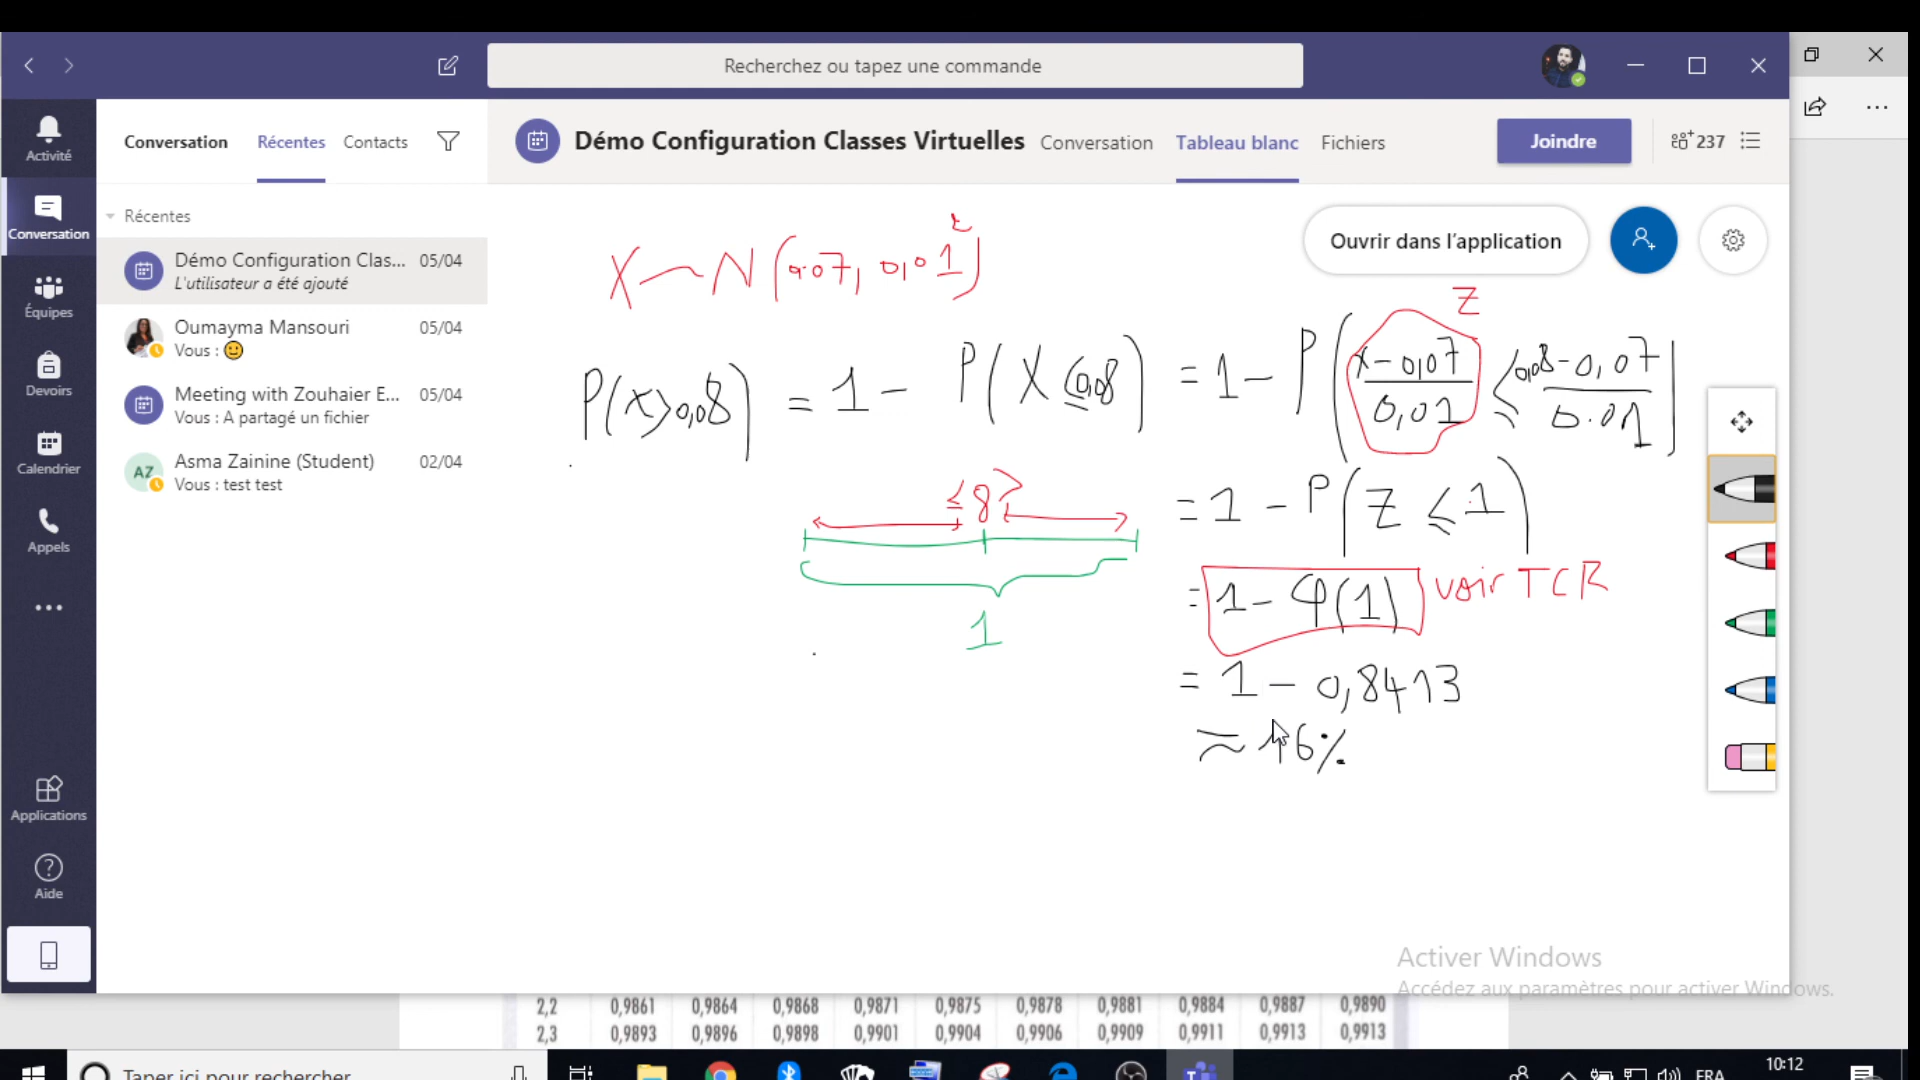 Recherchez ou tapez une commande
Activité
Conversation
Équipes
Devoirs
Calendrier
Appels
Applications
Aide
Conversation Récentes Contacts
Récentes
Démo Configuration Clas... 05/04
L'utilisateur a été ajouté
Oumayma Mansouri 05/04
Vous :
Meeting with Zouhaier E... 05/04
Vous : A partagé un fichier
AZ
Asma Zainine (Student) 02/04
Vous : test test
Démo Configuration Classes Virtuelles Conversation Tableau blanc Fichiers Joindre 237
Ouvrir dans l'application
X ~ N(0.07, 0,01²)
Z
P(X>0,08) = 1 - P(X ≤ 0,08) = 1 - P(X-0,07/0,01 ≤ 0,08-0,07/0.01)
≤ 8 >
1
= 1 - P(Z ≤ 1)
= 1 - φ(1) voir TCR
= 1 - 0,8413
≈ 16%
Activer Windows
Accédez aux paramètres pour activer Windows.
2,2 0,9861 0,9864 0,9868 0,9871 0,9875 0,9878 0,9881 0,9884 0,9887 0,9890
2,3 0,9893 0,9896 0,9898 0,9901 0,9904 0,9906 0,9909 0,9911 0,9913 0,9913
Taper ici pour rechercher
FRA
10:12